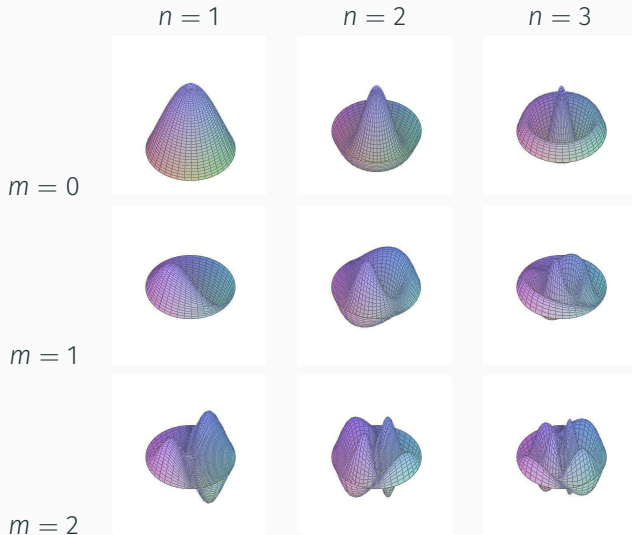 n = 1 n = 2 n = 3
m = 0
m = 1
m = 2